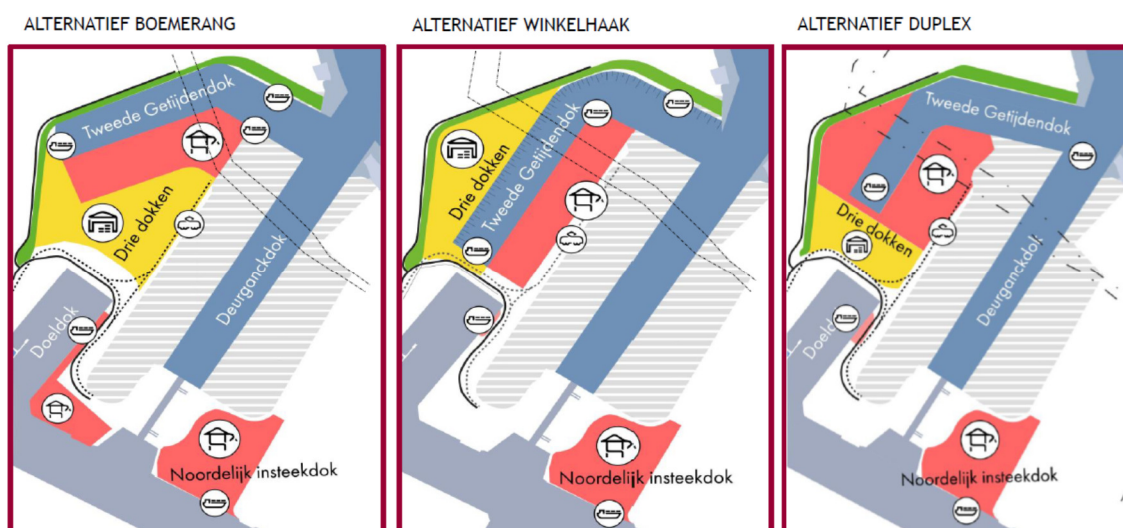 ALTERNATIEF BOEMERANG
Tweede Getijdendok
Drie dokken
Deurganckdok
Doeldok
Noordelijk insteekdok
ALTERNATIEF WINKELHAAK
Drie dokken
Tweede Getijdendok
Deurganckdok
Noordelijk insteekdok
ALTERNATIEF DUPLEX
Tweede Getijdendok
Drie dokken
Deurganckdok
Noordelijk insteekdok